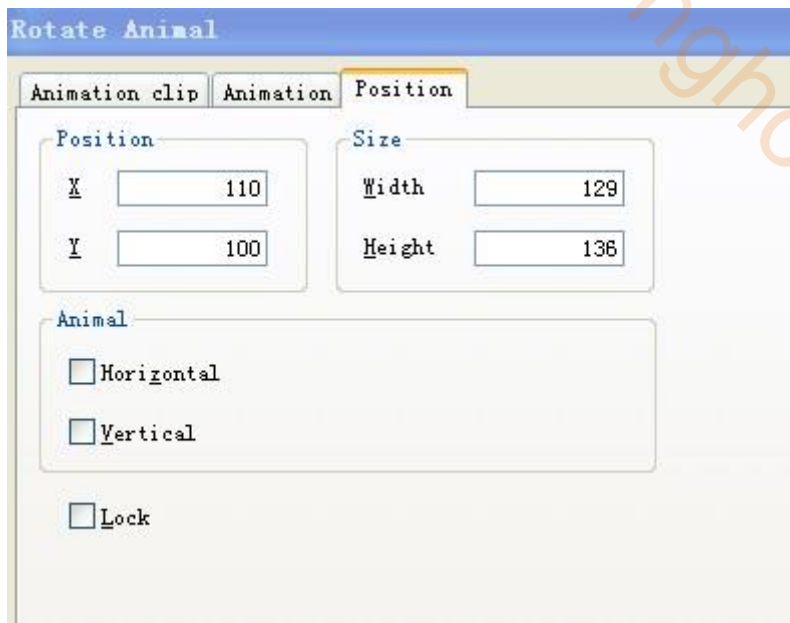 Rotate Animal
Animation clip Animation Position
Position
X 110
Y 100
Size
Width 129
Height 136
Animal
Horizontal
Vertical
Lock